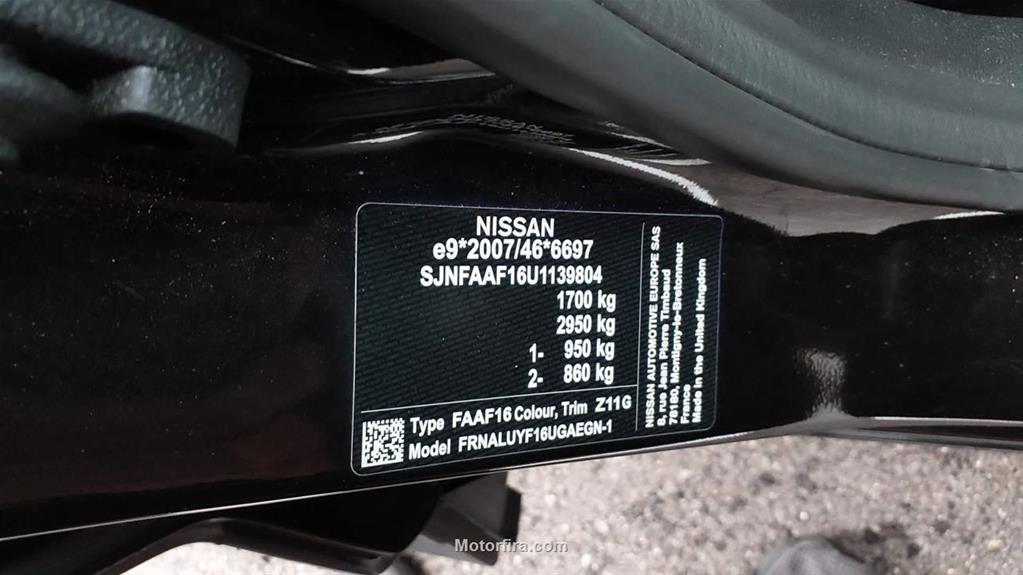 NISSAN
e9*2007/46*6697
SJNFAAF16U1139804
1700 kg
2950 kg
1- 950 kg
2- 860 kg
Type FAAF16 Colour, Trim Z11G
Model FRNALUYF16UGAEGN-1
NISSAN AUTOMOTIVE EUROPE SAS
8, rue Jean Pierre Timbaud
78180, Montigny-le-Bretonneux
France
Made in the United Kingdom
Motorfira.com